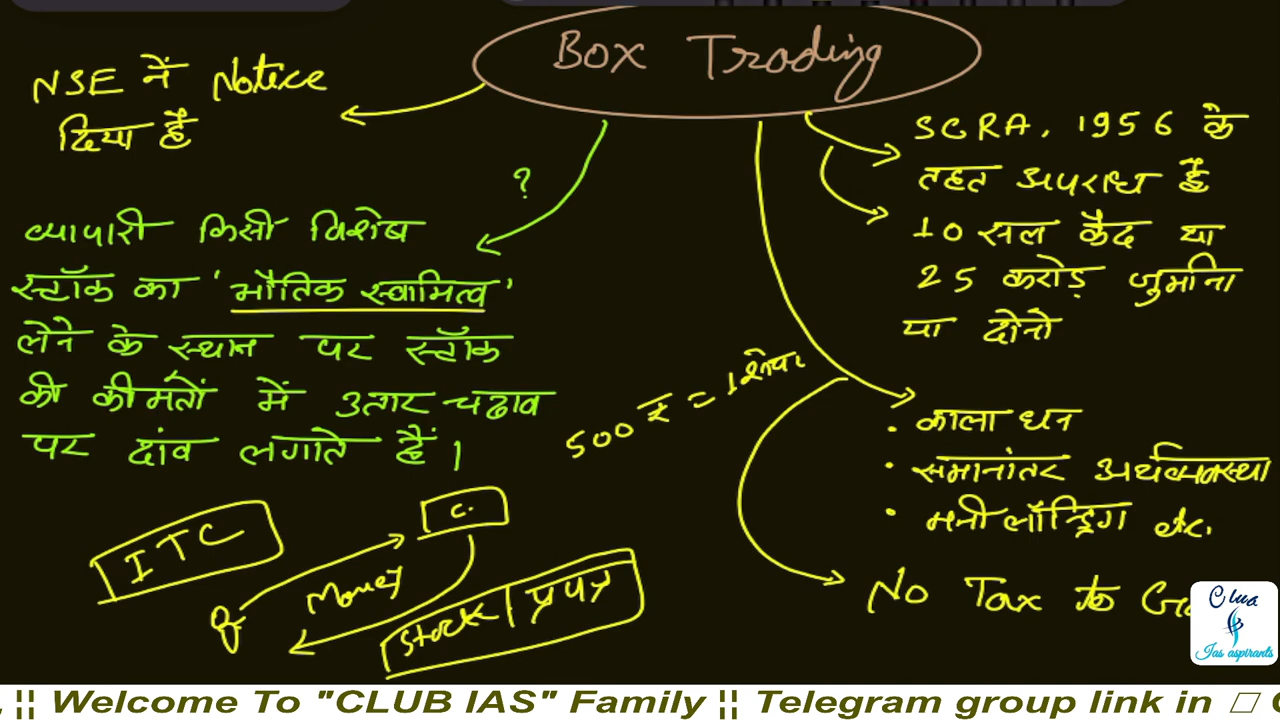 Box Trading
NSE ने Notice
दिया है
?
व्यापारी किसी विशेष
स्टॉक का 'भौतिक स्वामित्व'
लेने के स्थान पर स्टॉक
की कीमतों में उतार-चढाव
पर दांव लगाते हैं।
ITC
Money
C.
Stock
500 ₹ = 1 शेयर
SCRA, 1956 के
तहत अपराध है
10 सल कैद या
25 करोड़ जुर्माना
या दोनो
• काला धन
• समानांतर अर्थव्यवस्था
• मनी लॉन्ड्रिंग etc.
No Tax to
Club
Ias aspirants
¦¦ Welcome To "CLUB IAS" Family ¦¦ Telegram group link in